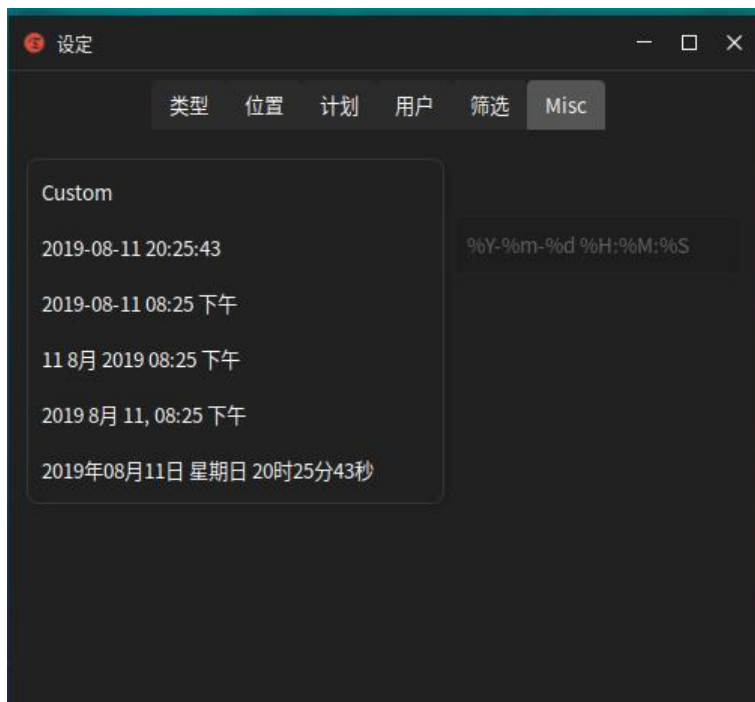 设定
类型 位置 计划 用户 筛选 Misc
Custom
2019-08-11 20:25:43
%Y-%m-%d %H:%M:%S
2019-08-11 08:25 下午
11 8月 2019 08:25 下午
2019 8月 11, 08:25 下午
2019年08月11日 星期日 20时25分43秒